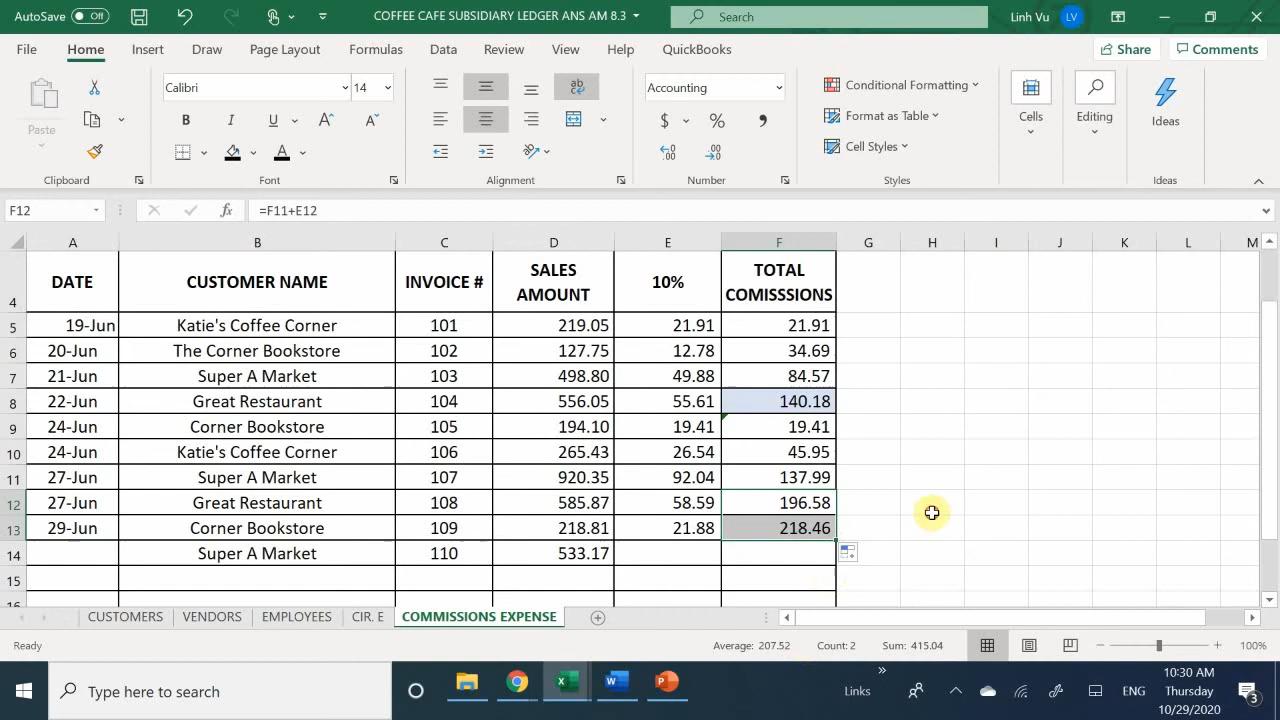 AutoSave Off COFFEE CAFE SUBSIDIARY LEDGER ANS AM 8.3 Search Linh Vu LV
File Home Insert Draw Page Layout Formulas Data Review View Help QuickBooks Share Comments
Paste Calibri 14 B I U A A ab Accounting $ % , Conditional Formatting Format as Table Cell Styles Cells Editing Ideas
Clipboard Font Alignment Number Styles Ideas
F12 fx =F11+E12
A B C D E F G H I J K L M
4 DATE CUSTOMER NAME INVOICE # SALES AMOUNT 10% TOTAL COMISSSIONS
5 19-Jun Katie's Coffee Corner 101 219.05 21.91 21.91
6 20-Jun The Corner Bookstore 102 127.75 12.78 34.69
7 21-Jun Super A Market 103 498.80 49.88 84.57
8 22-Jun Great Restaurant 104 556.05 55.61 140.18
9 24-Jun Corner Bookstore 105 194.10 19.41 19.41
10 24-Jun Katie's Coffee Corner 106 265.43 26.54 45.95
11 27-Jun Super A Market 107 920.35 92.04 137.99
12 27-Jun Great Restaurant 108 585.87 58.59 196.58
13 29-Jun Corner Bookstore 109 218.81 21.88 218.46
14 Super A Market 110 533.17
15
16
CUSTOMERS VENDORS EMPLOYEES CIR. E COMMISSIONS EXPENSE
Ready Average: 207.52 Count: 2 Sum: 415.04 100%
Type here to search Links ENG 10:30 AM
Thursday
10/29/2020
3